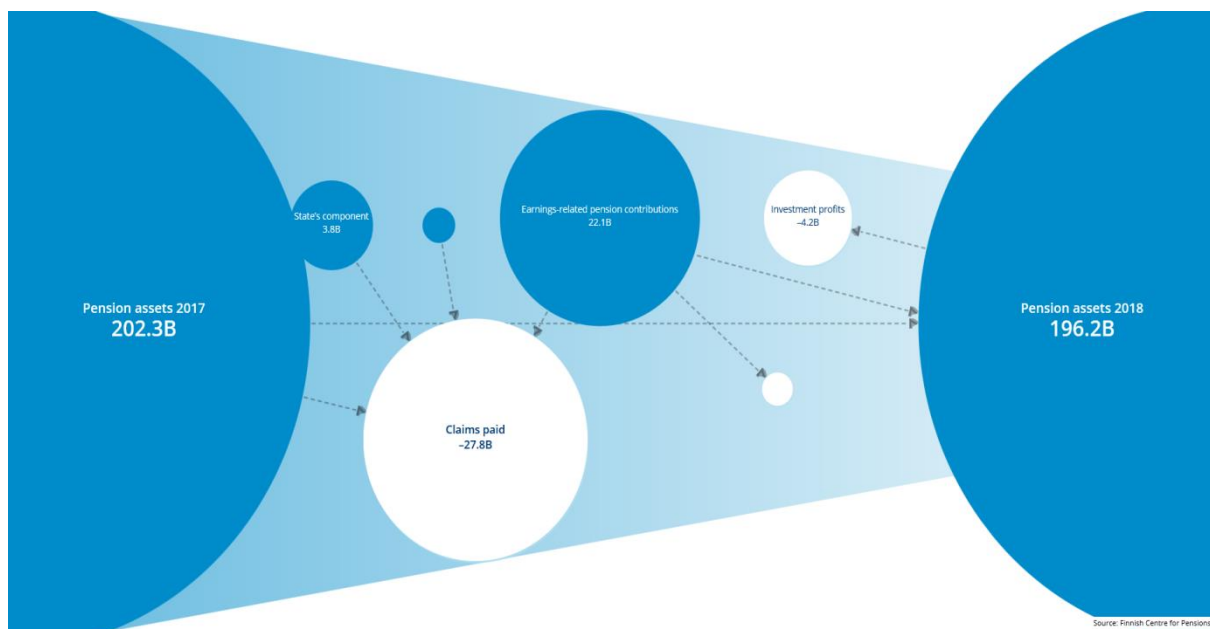 Pension assets 2017
202.3B
State's component
3.8B
Earnings-related pension contributions
22.1B
Investment profits
–4.2B
Claims paid
–27.8B
Pension assets 2018
196.2B
Source: Finnish Centre for Pensions